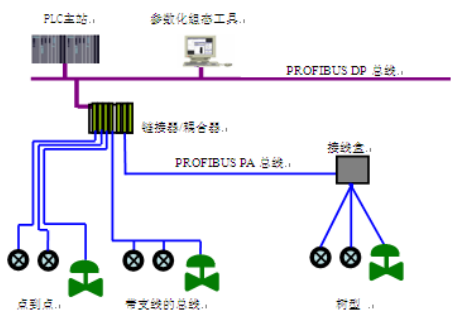 PLC主站
参数化组态工具
PROFIBUS DP 总线
链接器/耦合器
接线盒
PROFIBUS PA 总线
点到点
带支线的总线
树型